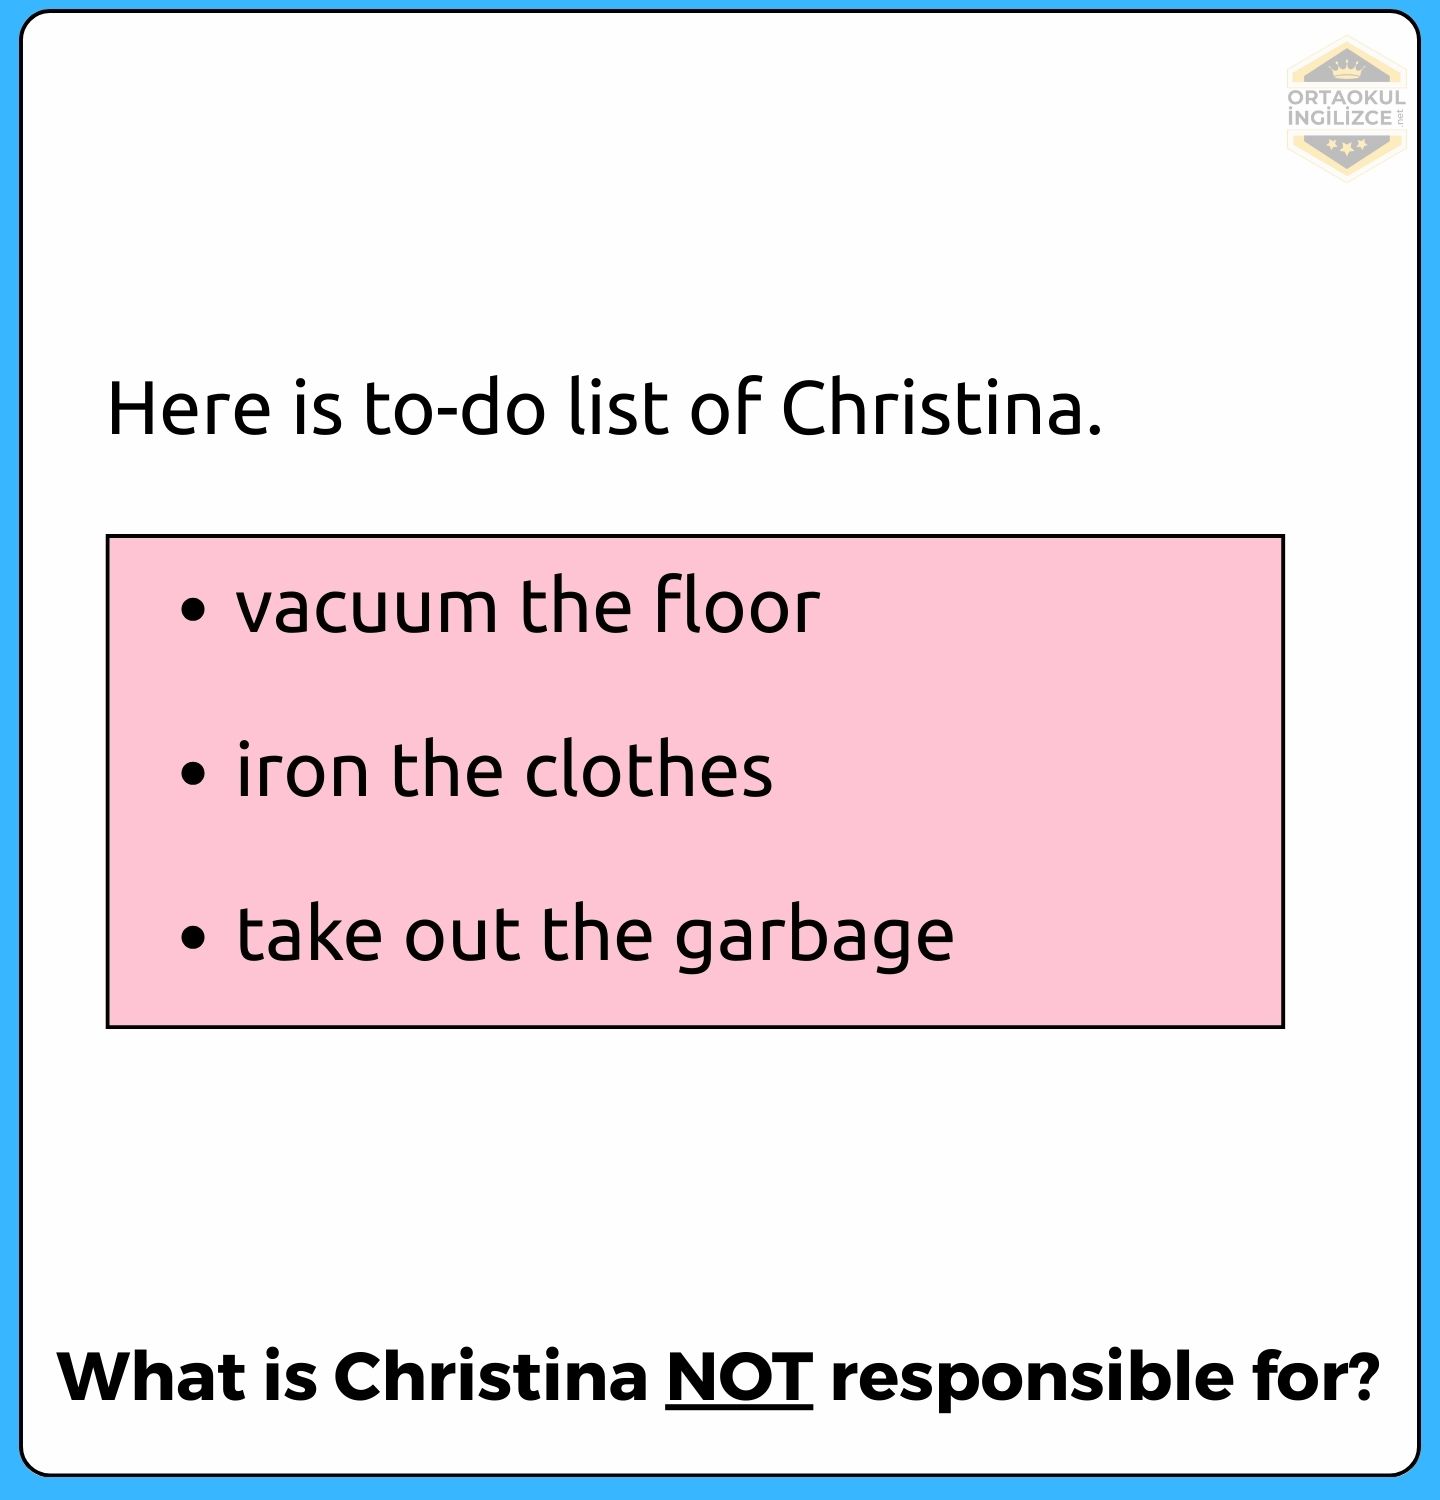 ORTAOKUL
İNGİLİZCE .net
Here is to-do list of Christina.
• vacuum the floor
• iron the clothes
• take out the garbage
What is Christina NOT responsible for?